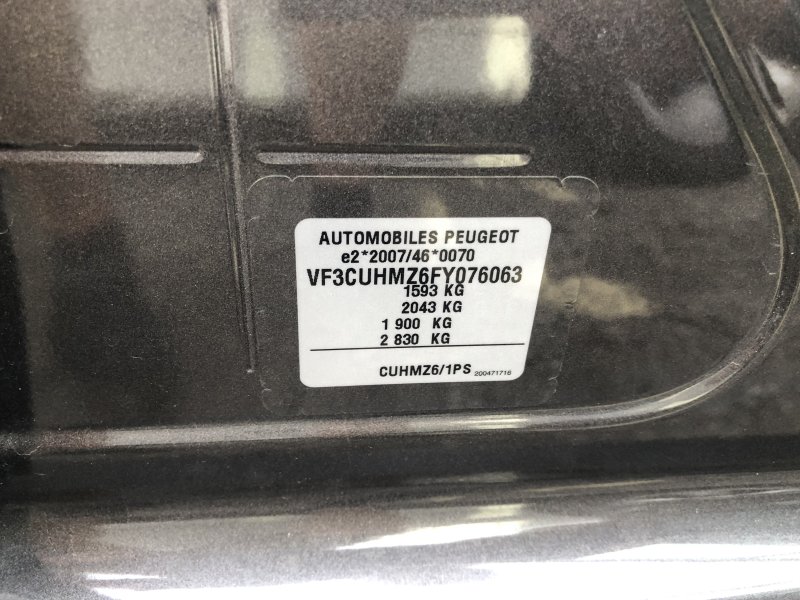 AUTOMOBILES PEUGEOT
e2*2007/46*0070
VF3CUHMZ6FY076063
1593 KG
2043 KG
1 900 KG
2 830 KG
CUHMZ6/1PS 200471716